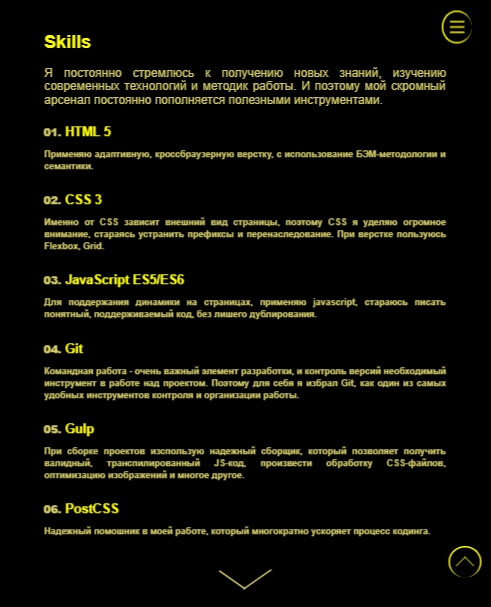 Skills
Я постоянно стремлюсь к получению новых знаний, изучению
современных технологий и методик работы. И поэтому мой скромный
арсенал постоянно пополняется полезными инструментами.
01. HTML 5
Применяю адаптивную, кроссбраузерную верстку, с использование БЭМ-методологии и
семантики.
02. CSS 3
Именно от CSS зависит внешний вид страницы, поэтому CSS я уделяю огромное
внимание, стараясь устранить префиксы и перенаследование. При верстке пользуюсь
Flexbox, Grid.
03. JavaScript ES5/ES6
Для поддержания динамики на страницах, применяю javascript, стараюсь писать
понятный, поддерживаемый код, без лишего дублирования.
04. Git
Командная работа - очень важный элемент разработки, и контроль версий необходимый
инструмент в работе над проектом. Поэтому для себя я избрал Git, как один из самых
удобных инструментов контроля и организации работы.
05. Gulp
При сборке проектов изспользую надежный сборщик, который позволяет получить
валидный, транспилированный JS-код, произвести обработку CSS-файлов,
оптимизацию изображений и многое другое.
06. PostCSS
Надежный помошник в моей работе, который многократно ускоряет процесс кодинга.